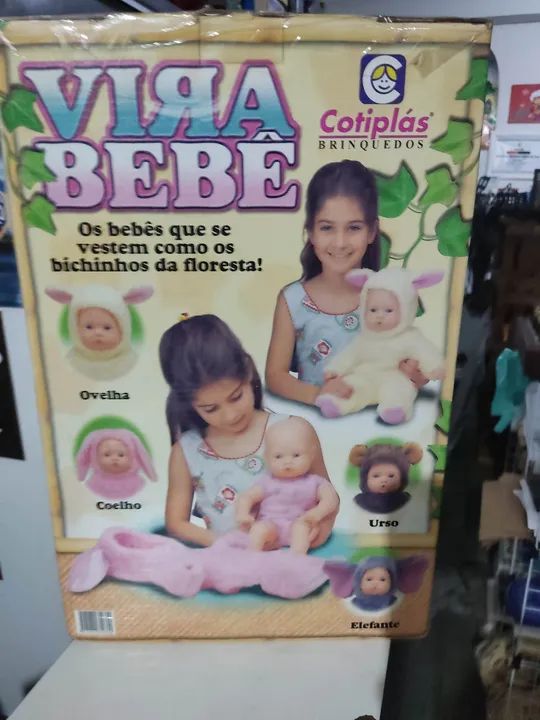 VIRA
BEBÊ
Cotiplás®
BRINQUEDOS
Os bebês que se
vestem como os
bichinhos da floresta!
Ovelha
Coelho
Urso
Elefante